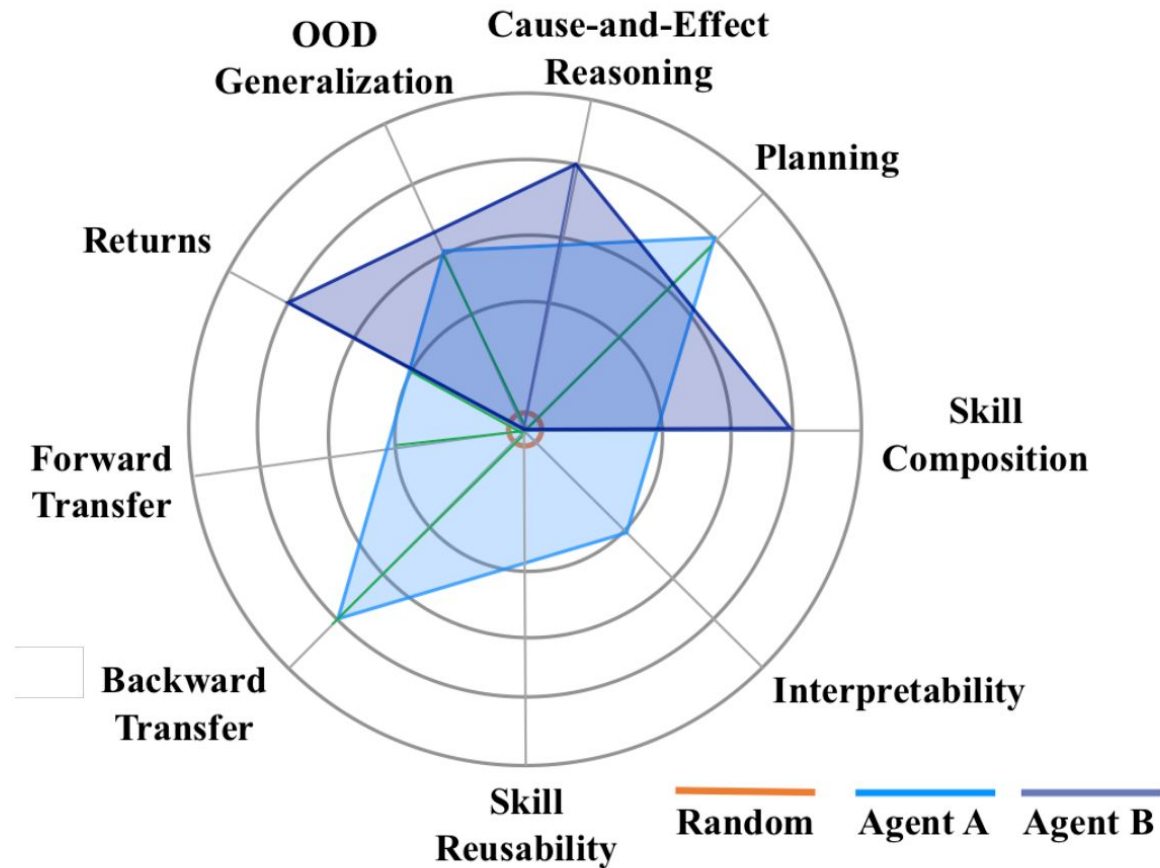 OOD
Generalization
Cause-and-Effect
Reasoning
Planning
Returns
Skill
Composition
Forward
Transfer
Backward
Transfer
Interpretability
Skill
Reusability
Random
Agent A
Agent B